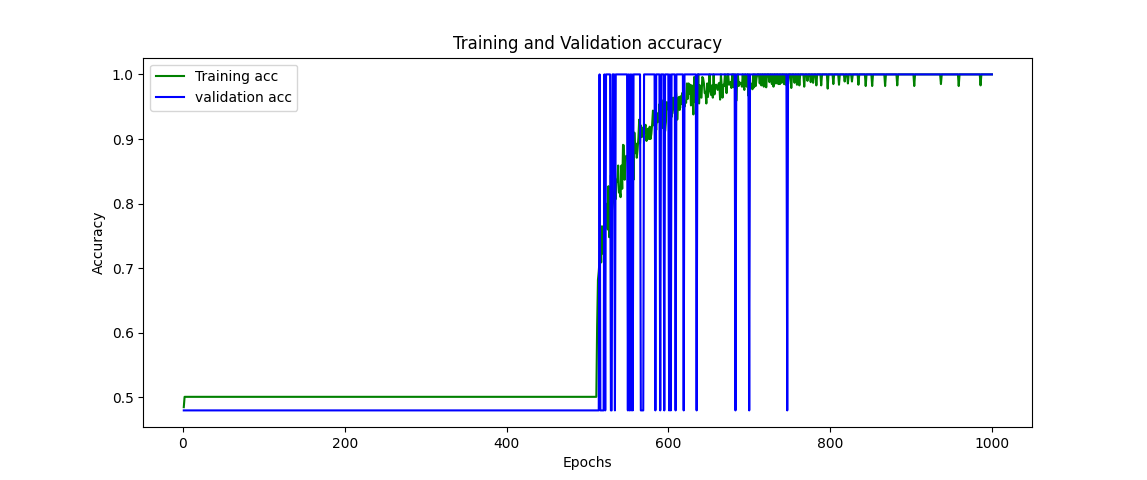 Training and Validation accuracy
Training acc
validation acc
1.0
0.9
0.8
0.7
0.6
0.5
Accuracy
0
200
400
600
800
1000
Epochs